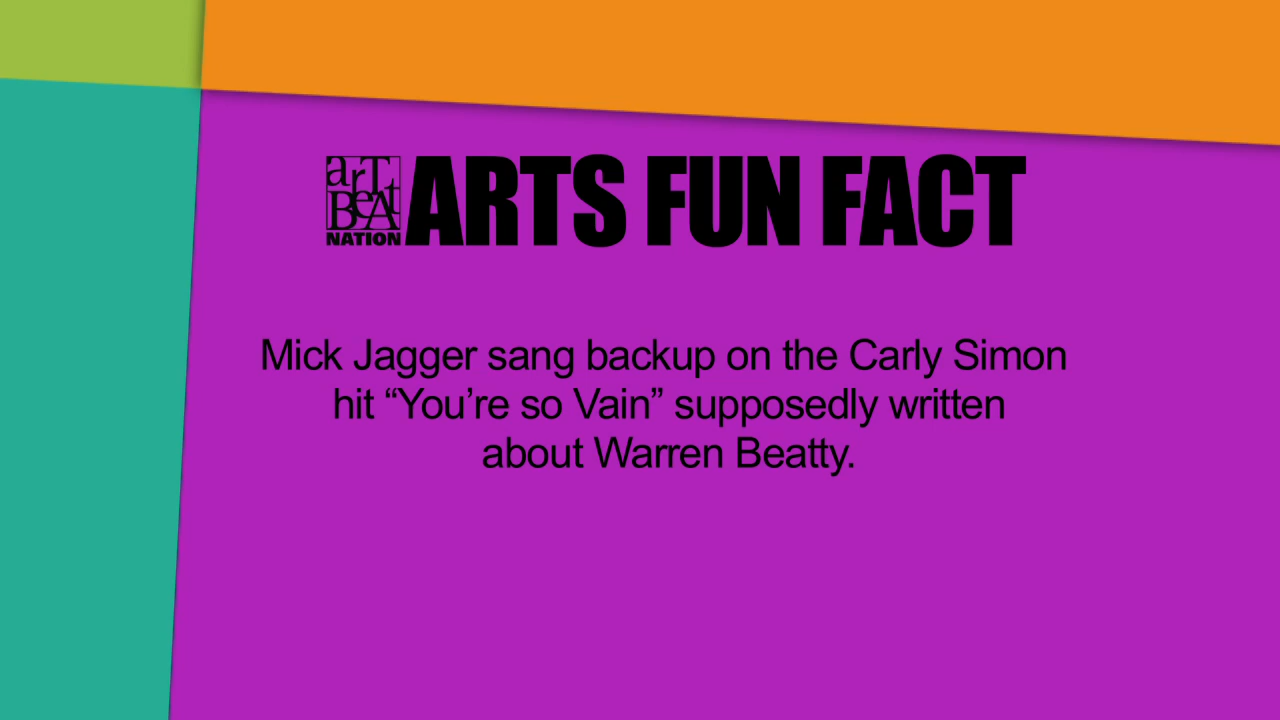 arT
BeAt
NATION
ARTS FUN FACT
Mick Jagger sang backup on the Carly Simon
hit “You’re so Vain” supposedly written
about Warren Beatty.